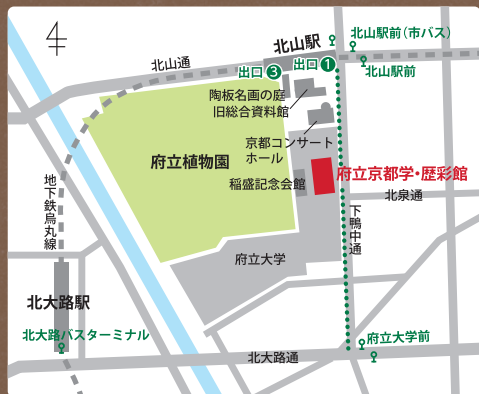 北山駅
北山駅前(市バス)
北山通
出口❸
出口❶
北山駅前
陶板名画の庭
旧総合資料館
京都コンサート
ホール
府立植物園
府立京都学・歴彩館
稲盛記念会館
北泉通
地下鉄烏丸線
下鴨中通
府立大学
北大路駅
北大路バスターミナル
府立大学前
北大路通